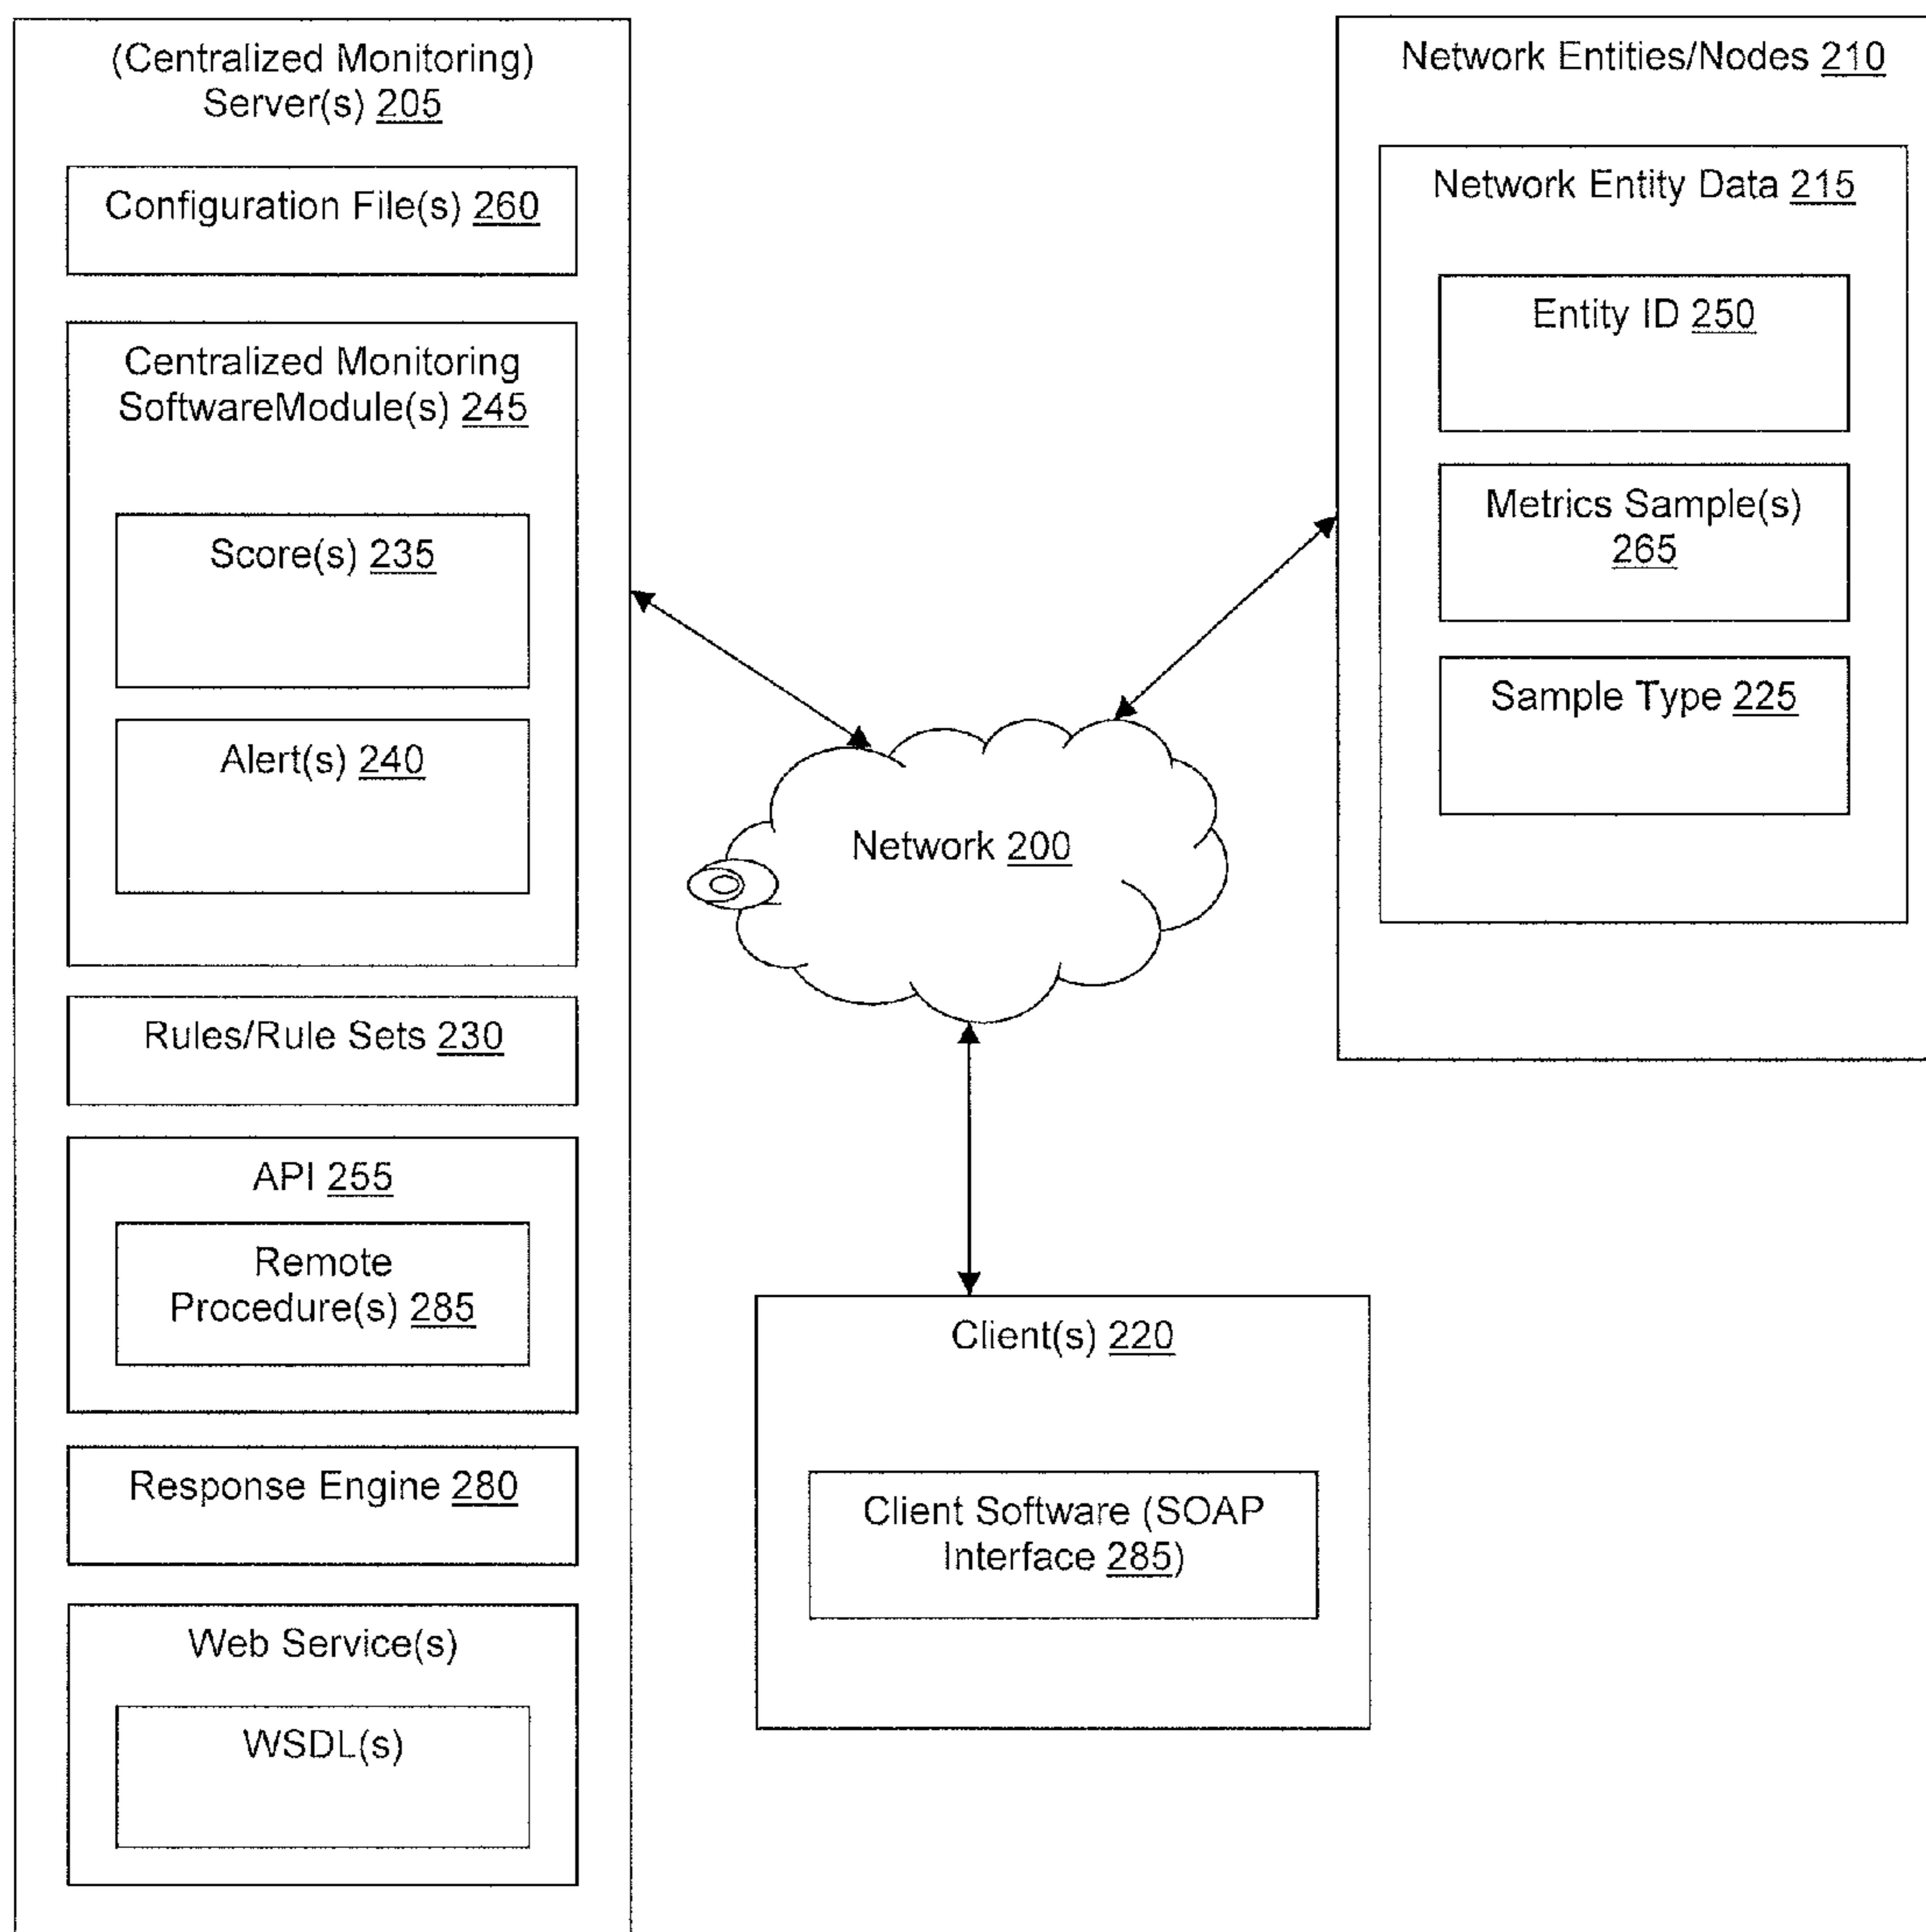 (Centralized Monitoring)
Server(s) 205
Configuration File(s) 260
Centralized Monitoring
SoftwareModule(s) 245
Score(s) 235
Alert(s) 240
Rules/Rule Sets 230
API 255
Remote
Procedure(s) 285
Response Engine 280
Web Service(s)
WSDL(s)
Network 200
Client(s) 220
Client Software (SOAP
Interface 285)
Network Entities/Nodes 210
Network Entity Data 215
Entity ID 250
Metrics Sample(s)
265
Sample Type 225